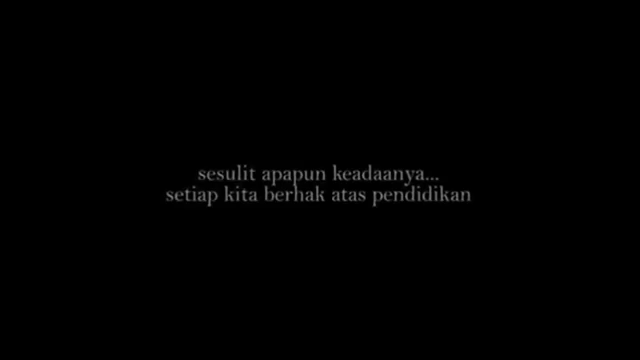 sesulit apapun keadaanya...
setiap kita berhak atas pendidikan